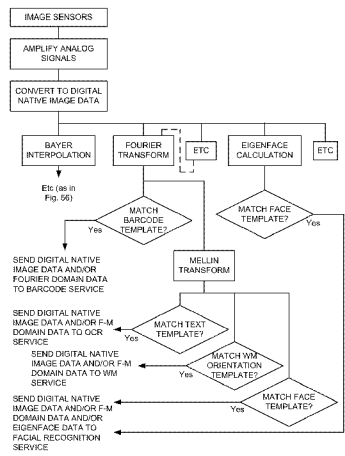 IMAGE SENSORS
AMPLIFY ANALOG
SIGNALS
CONVERT TO DIGITAL
NATIVE IMAGE DATA
BAYER
INTERPOLATION
FOURIER
TRANSFORM
ETC
EIGENFACE
CALCULATION
ETC
Etc (as in
Fig. 56)
MATCH
BARCODE
TEMPLATE?
Yes
MATCH FACE
TEMPLATE?
Yes
SEND DIGITAL NATIVE
IMAGE DATA AND/OR
FOURIER DOMAIN DATA
TO BARCODE SERVICE
MELLIN
TRANSFORM
SEND DIGITAL NATIVE
IMAGE DATA AND/OR F-M
DOMAIN DATA TO OCR
SERVICE
MATCH TEXT
TEMPLATE?
Yes
SEND DIGITAL NATIVE
IMAGE DATA AND/OR F-M
DOMAIN DATA TO WM
SERVICE
MATCH WM
ORIENTATION
TEMPLATE?
Yes
SEND DIGITAL NATIVE
IMAGE DATA AND/OR F-M
DOMAIN DATA AND/OR
EIGENFACE DATA TO
FACIAL RECOGNITION
SERVICE
MATCH FACE
TEMPLATE?
Yes